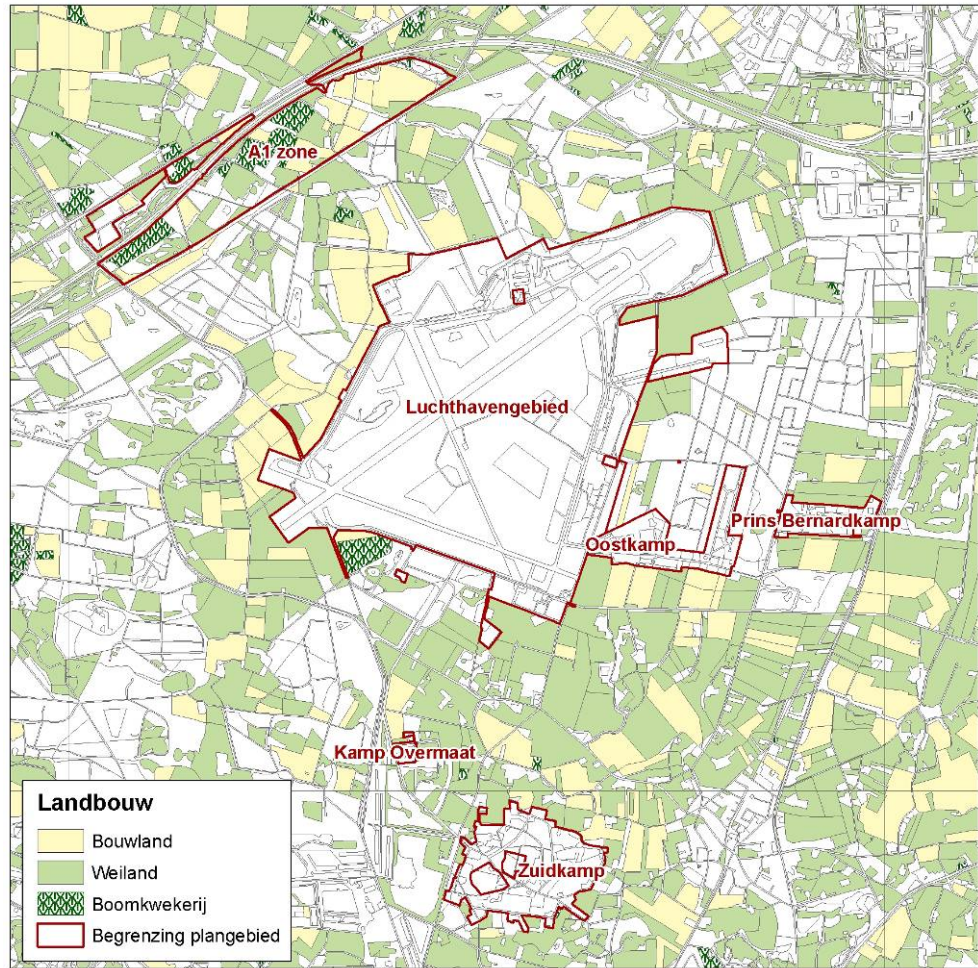 A1 zone
Luchthavengebied
Prins Bernardkamp
Oostkamp
Kamp Overmaat
Zuidkamp
Landbouw
Bouwland
Weiland
Boomkwekerij
Begrenzing plangebied